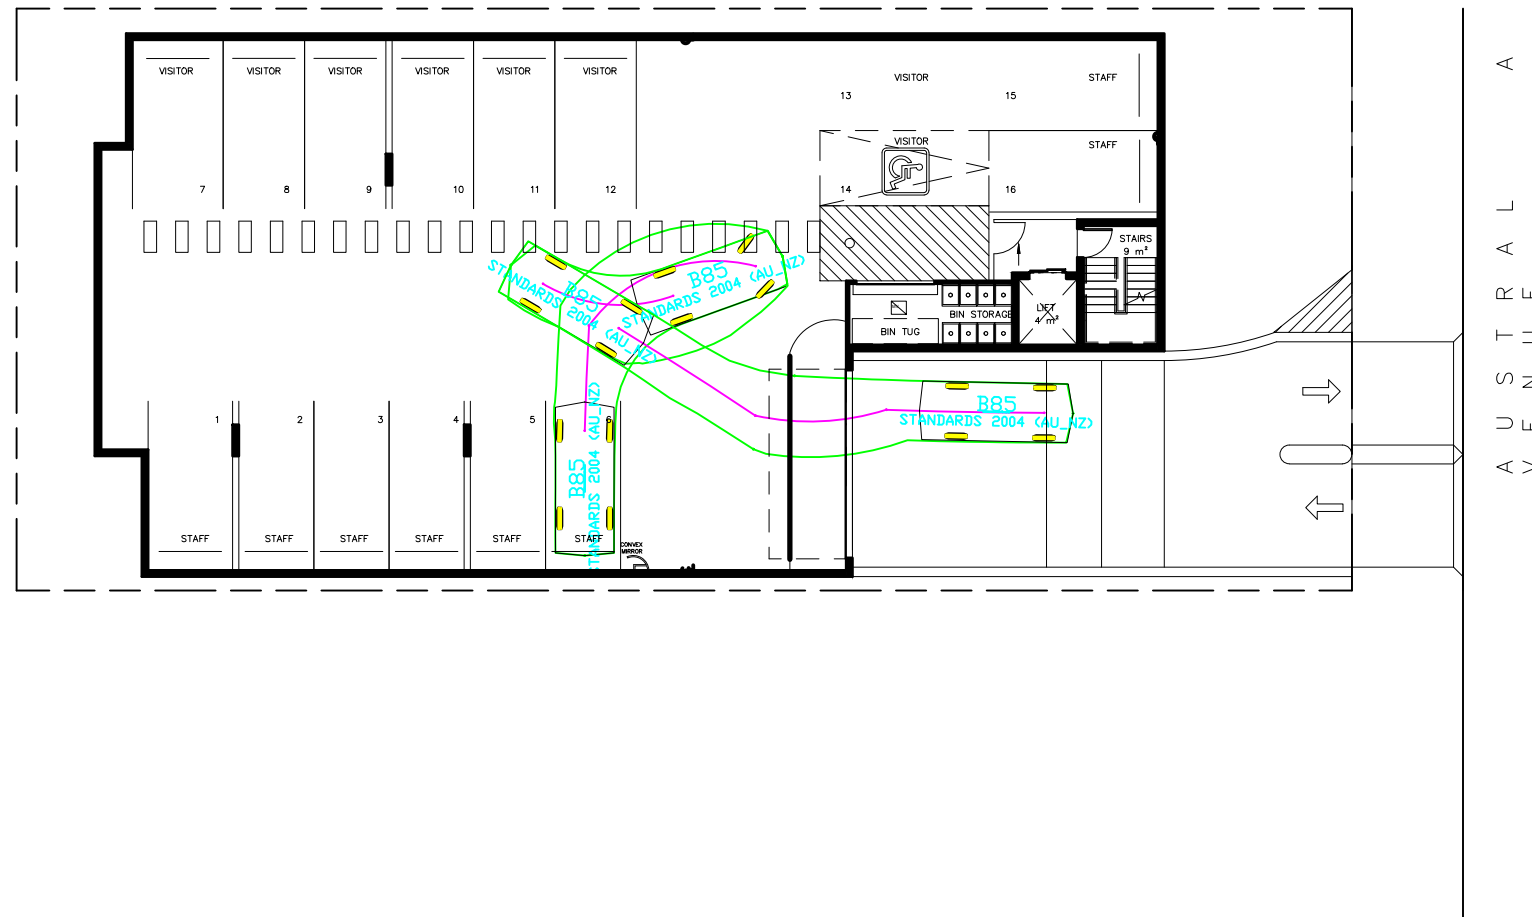 VISITOR
VISITOR
VISITOR
VISITOR
VISITOR
VISITOR
VISITOR
STAFF
13
15
VISITOR
STAFF
7
8
9
10
11
12
14
16
STAIRS
9 m²
B85
STANDARDS 2004 (AU_NZ)
B85
STANDARDS 2004 (AU_NZ)
LIFT
4 m²
BIN STORAGE
BIN TUG
B85
STANDARDS 2004 (AU_NZ)
1
2
3
4
5
6
B85
STANDARDS 2004 (AU_NZ)
STAFF
STAFF
STAFF
STAFF
STAFF
STAFF
CONVEX
MIRROR
AUSTRAL A
VENUE